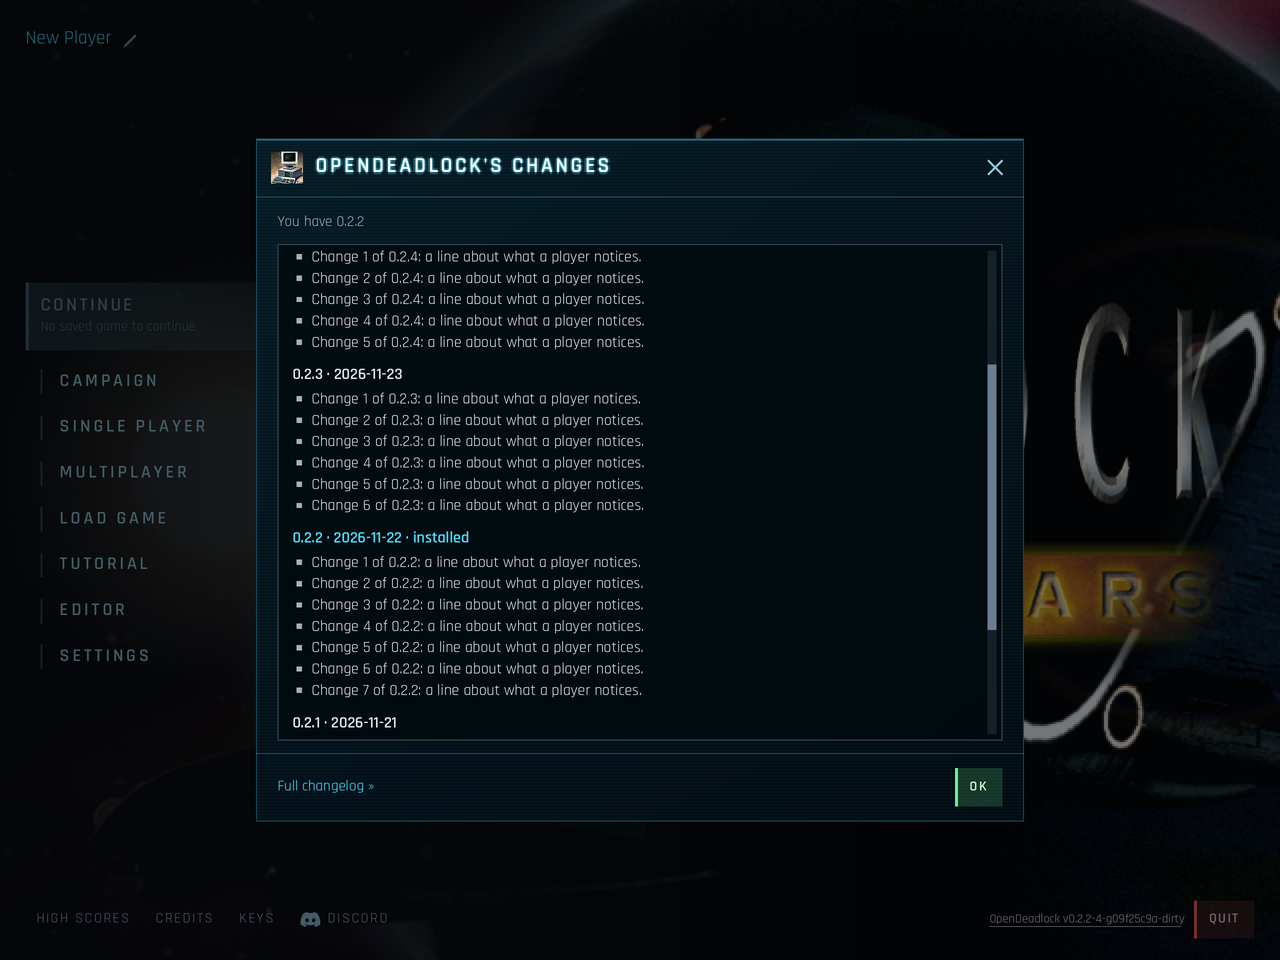 New Player
OPENDEADLOCK'S CHANGES
You have 0.2.2
Change 1 of 0.2.4: a line about what a player notices.
Change 2 of 0.2.4: a line about what a player notices.
Change 3 of 0.2.4: a line about what a player notices.
Change 4 of 0.2.4: a line about what a player notices.
Change 5 of 0.2.4: a line about what a player notices.
0.2.3 · 2026-11-23
Change 1 of 0.2.3: a line about what a player notices.
Change 2 of 0.2.3: a line about what a player notices.
Change 3 of 0.2.3: a line about what a player notices.
Change 4 of 0.2.3: a line about what a player notices.
Change 5 of 0.2.3: a line about what a player notices.
Change 6 of 0.2.3: a line about what a player notices.
0.2.2 · 2026-11-22 · installed
Change 1 of 0.2.2: a line about what a player notices.
Change 2 of 0.2.2: a line about what a player notices.
Change 3 of 0.2.2: a line about what a player notices.
Change 4 of 0.2.2: a line about what a player notices.
Change 5 of 0.2.2: a line about what a player notices.
Change 6 of 0.2.2: a line about what a player notices.
Change 7 of 0.2.2: a line about what a player notices.
0.2.1 · 2026-11-21
Full changelog »
OK
CONTINUE
No saved game to continue
CAMPAIGN
SINGLE PLAYER
MULTIPLAYER
LOAD GAME
TUTORIAL
EDITOR
SETTINGS
CK
ARS
HIGH SCORES
CREDITS
KEYS
DISCORD
OpenDeadlock v0.2.2-4-g09f25c9a-dirty
QUIT